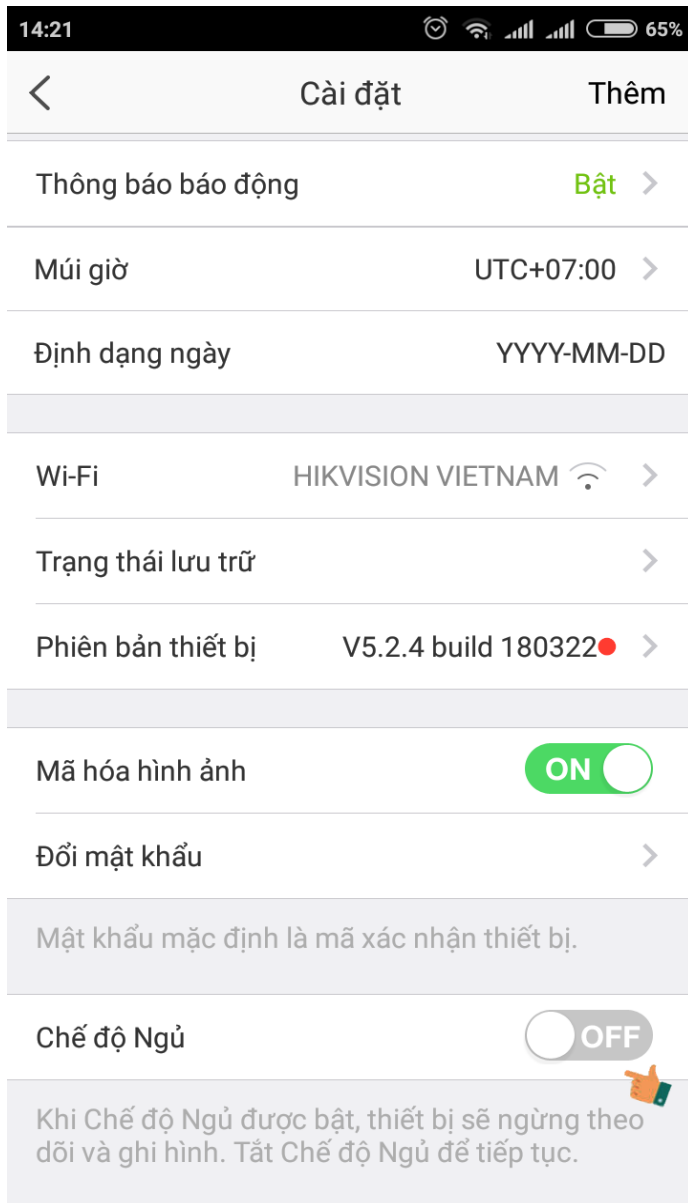 14:21 65%
Cài đặt Thêm
Thông báo báo động Bật
Múi giờ UTC+07:00
Định dạng ngày YYYY-MM-DD
Wi-Fi HIKVISION VIETNAM
Trạng thái lưu trữ
Phiên bản thiết bị V5.2.4 build 180322
Mã hóa hình ảnh ON
Đổi mật khẩu
Mật khẩu mặc định là mã xác nhận thiết bị.
Chế độ Ngủ OFF
Khi Chế độ Ngủ được bật, thiết bị sẽ ngừng theo
dõi và ghi hình. Tắt Chế độ Ngủ để tiếp tục.